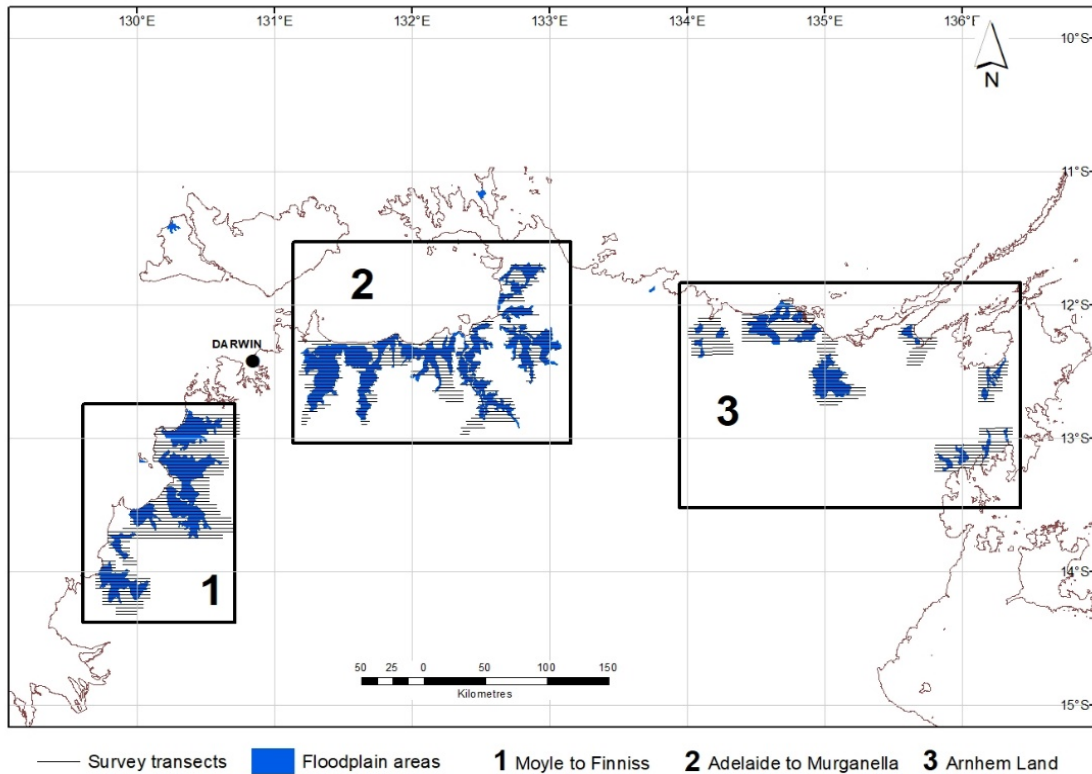 130°E 131°E 132°E 133°E 134°E 135°E 136°E
10°S
N
11°S
2
12°S
DARWIN
3
13°S
1
14°S
50 25 0 50 100 150
Kilometres
15°S
Survey transects Floodplain areas 1 Moyle to Finniss 2 Adelaide to Murganella 3 Arnhem Land